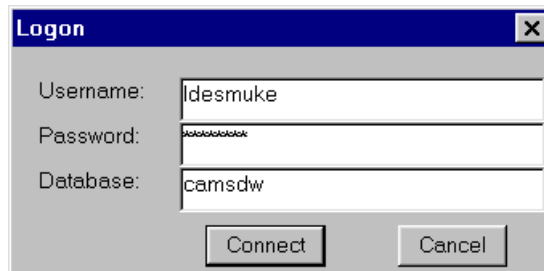 Logon
Username: ldesmuke
Password: ********
Database: camsdw
Connect Cancel